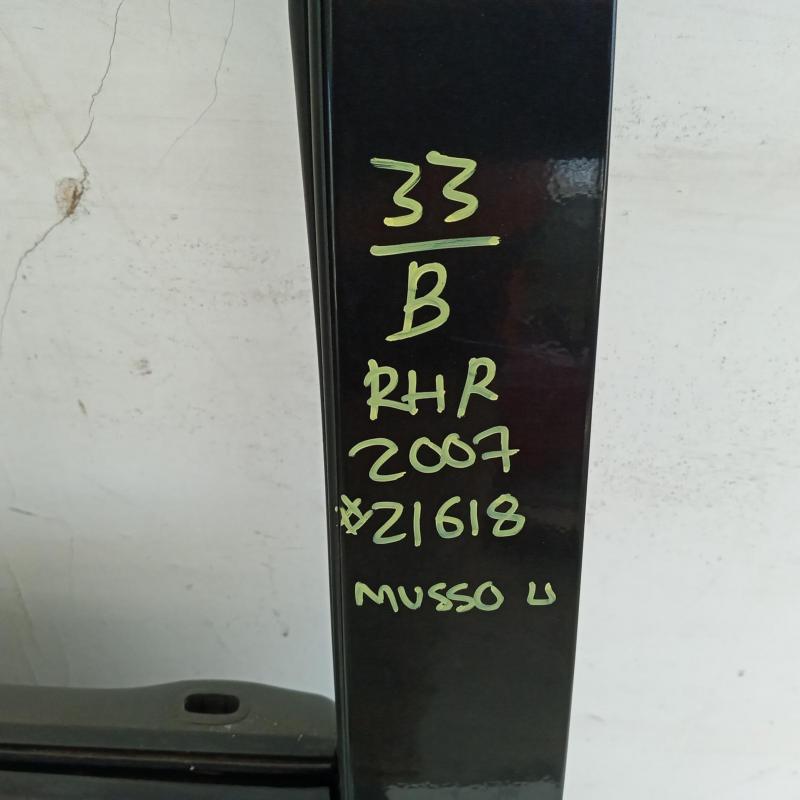 33
B
RHR
2007
#21618
MUSSO U